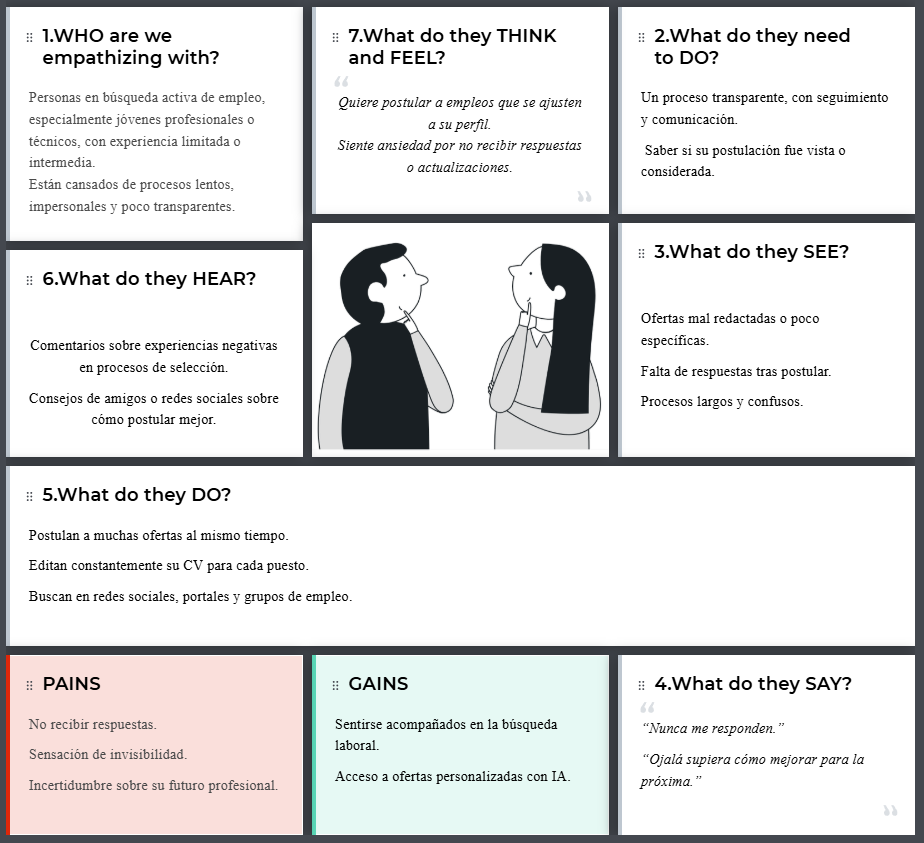 1.WHO are we
empathizing with?
Personas en búsqueda activa de empleo,
especialmente jóvenes profesionales o
técnicos, con experiencia limitada o
intermedia.
Están cansados de procesos lentos,
impersonales y poco transparentes.
7.What do they THINK
and FEEL?
“
Quiere postular a empleos que se ajusten
a su perfil.
Siente ansiedad por no recibir respuestas
o actualizaciones.
”
2.What do they need
to DO?
Un proceso transparente, con seguimiento
y comunicación.
Saber si su postulación fue vista o
considerada.
6.What do they HEAR?
Comentarios sobre experiencias negativas
en procesos de selección.
Consejos de amigos o redes sociales sobre
cómo postular mejor.
3.What do they SEE?
Ofertas mal redactadas o poco
específicas.
Falta de respuestas tras postular.
Procesos largos y confusos.
5.What do they DO?
Postulan a muchas ofertas al mismo tiempo.
Editan constantemente su CV para cada puesto.
Buscan en redes sociales, portales y grupos de empleo.
PAINS
No recibir respuestas.
Sensación de invisibilidad.
Incertidumbre sobre su futuro profesional.
GAINS
Sentirse acompañados en la búsqueda
laboral.
Acceso a ofertas personalizadas con IA.
4.What do they SAY?
“
“Nunca me responden.”
“Ojalá supiera cómo mejorar para la
próxima.”
”